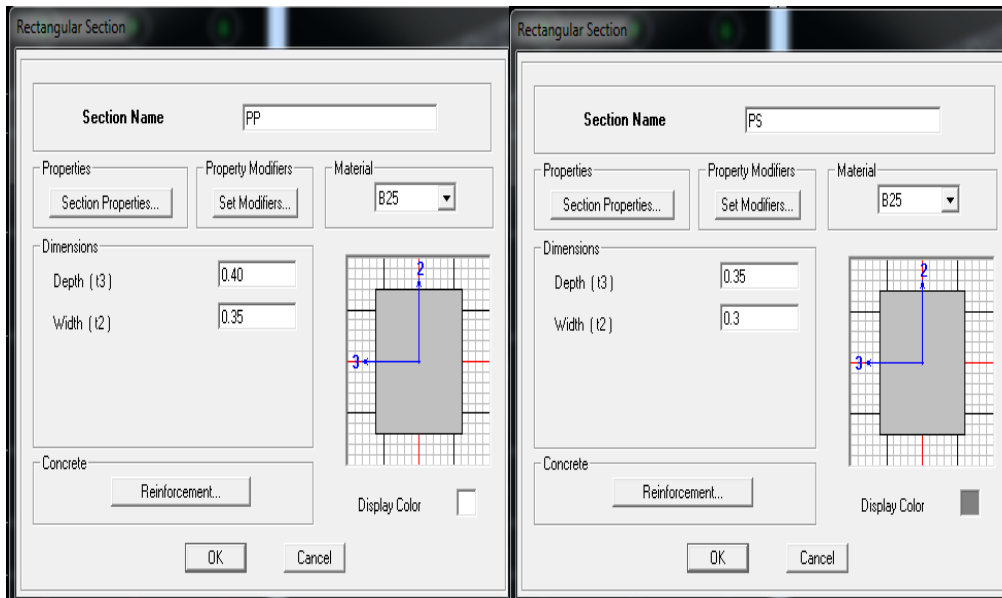 Rectangular Section
Section Name PP
Properties
Section Properties...
Property Modifiers
Set Modifiers...
Material
B25
Dimensions
Depth ( t3 ) 0.40
Width ( t2 ) 0.35
2
3
Concrete
Reinforcement...
Display Color
OK Cancel
Rectangular Section
Section Name PS
Properties
Section Properties...
Property Modifiers
Set Modifiers...
Material
B25
Dimensions
Depth ( t3 ) 0.35
Width ( t2 ) 0.3
2
3
Concrete
Reinforcement...
Display Color
OK Cancel